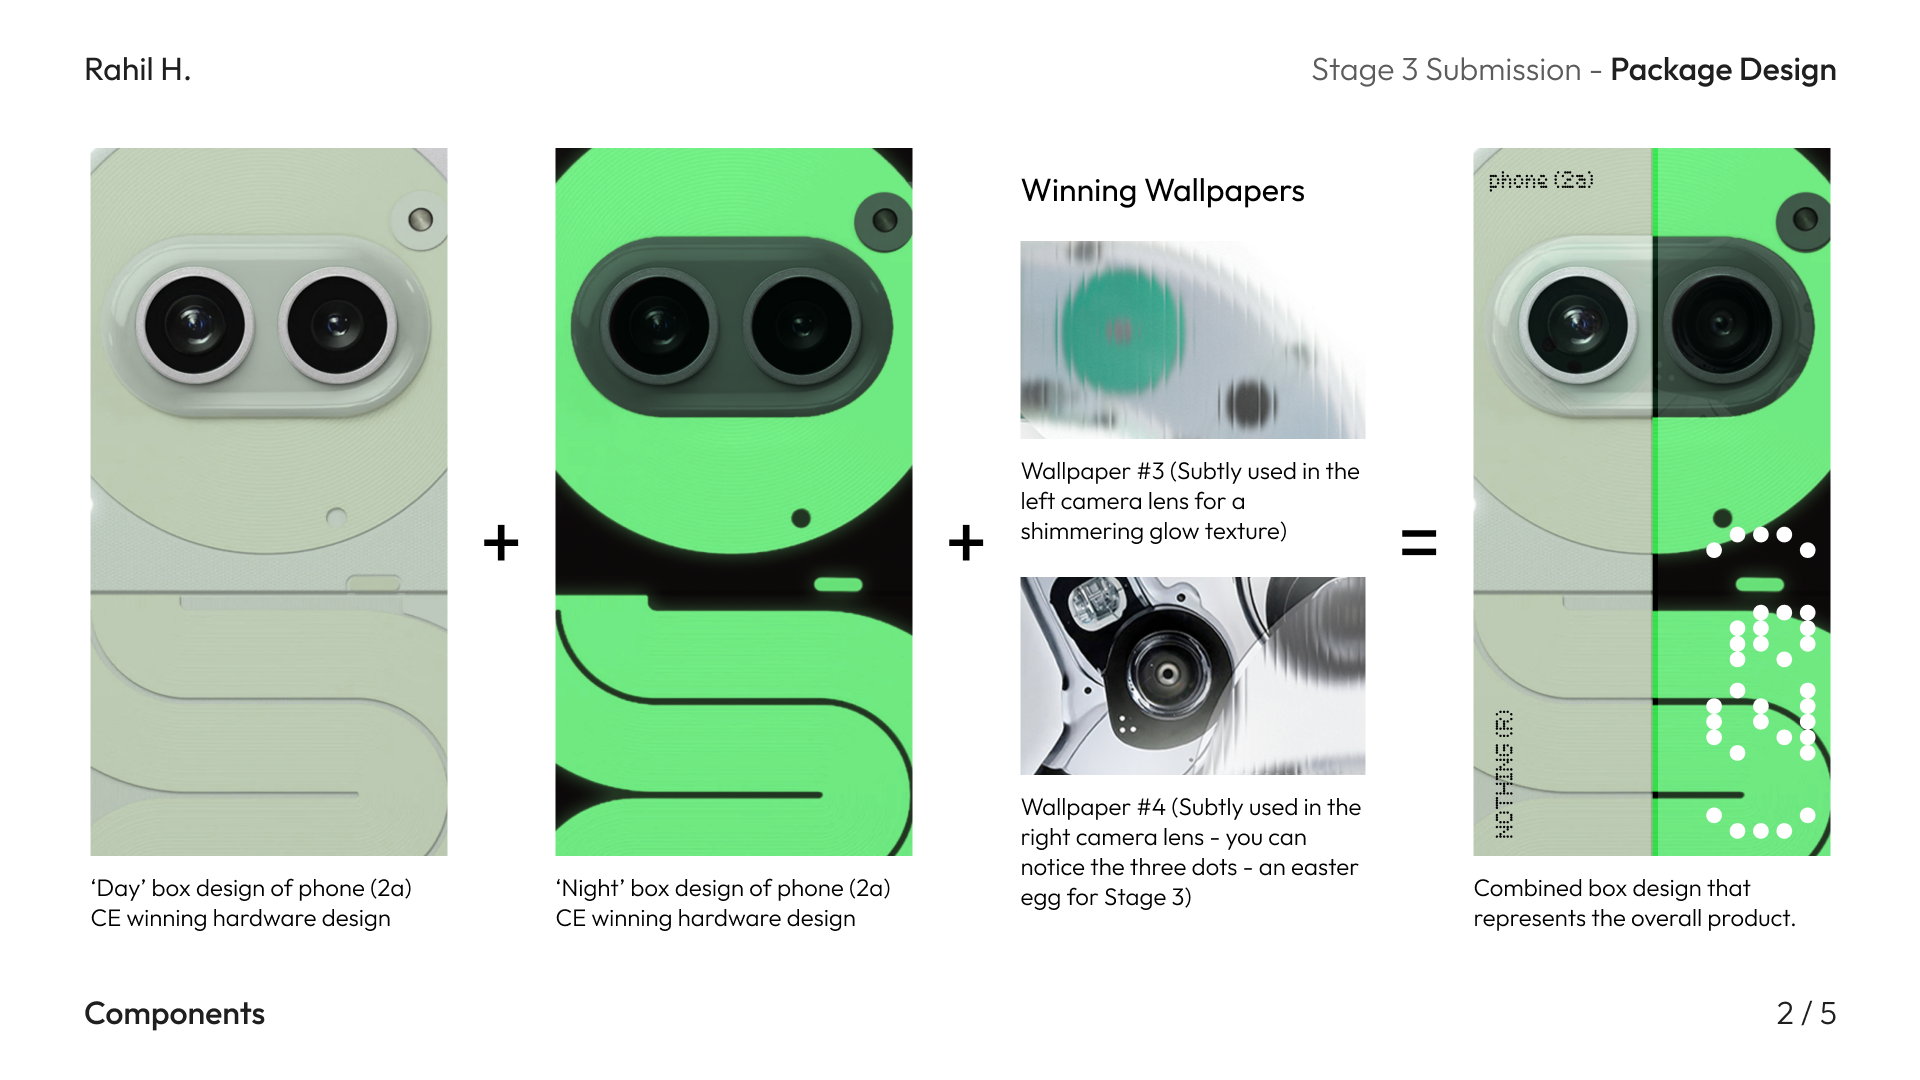 Rahil H.
Stage 3 Submission - Package Design
‘Day’ box design of phone (2a)
CE winning hardware design
+
‘Night’ box design of phone (2a)
CE winning hardware design
+
Winning Wallpapers
Wallpaper #3 (Subtly used in the
left camera lens for a
shimmering glow texture)
Wallpaper #4 (Subtly used in the
right camera lens - you can
notice the three dots - an easter
egg for Stage 3)
=
phone (2a)
NOTHING (R)
(2a)
Combined box design that
represents the overall product.
Components
2 / 5